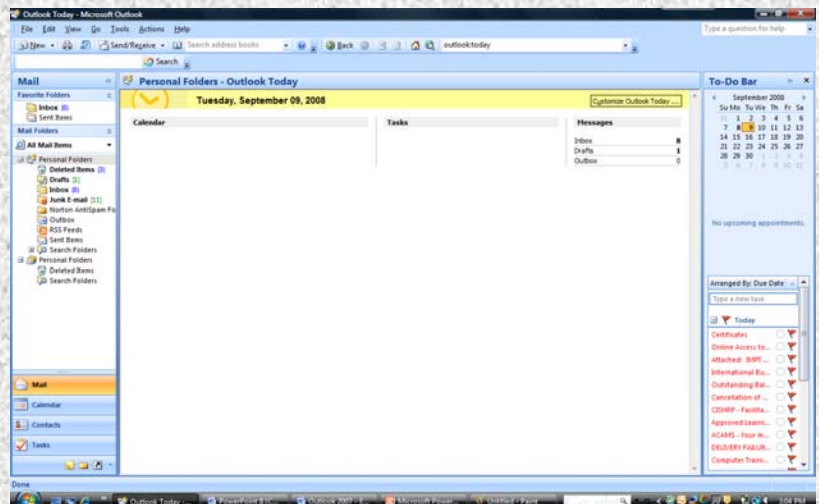 Outlook Today - Microsoft Outlook
File Edit View Go Tools Actions Help
Type a question for help
New Send/Receive Search address books Back outlook:today
Search
Mail
Favorite Folders
Inbox (8)
Sent Items
Mail Folders
All Mail Items
Personal Folders
Deleted Items (3)
Drafts [1]
Inbox (8)
Junk E-mail [11]
Norton AntiSpam Fo
Outbox
RSS Feeds
Sent Items
Search Folders
Personal Folders
Deleted Items
Search Folders
Mail
Calendar
Contacts
Tasks
Personal Folders - Outlook Today
Tuesday, September 09, 2008
Customize Outlook Today ...
Calendar
Tasks
Messages
Inbox 8
Drafts 1
Outbox 0
To-Do Bar
September 2008
Su Mo Tu We Th Fr Sa
31 1 2 3 4 5 6
7 8 9 10 11 12 13
14 15 16 17 18 19 20
21 22 23 24 25 26 27
28 29 30 1 2 3 4
5 6 7 8 9 10 11
No upcoming appointments.
Arranged By: Due Date
Type a new task
Today
Certificates
Online Access to...
Attached:
International Bu...
Outstanding Bal...
Cancellation of ...
Approved Learni...
ACAMS - Your m...
DELIVERY FAILUR...
Computer Traini...
Done
Outlook Today - ...
Outlook 2007 - E...
Microsoft Power...
Untitled - Paint
3:04 PM